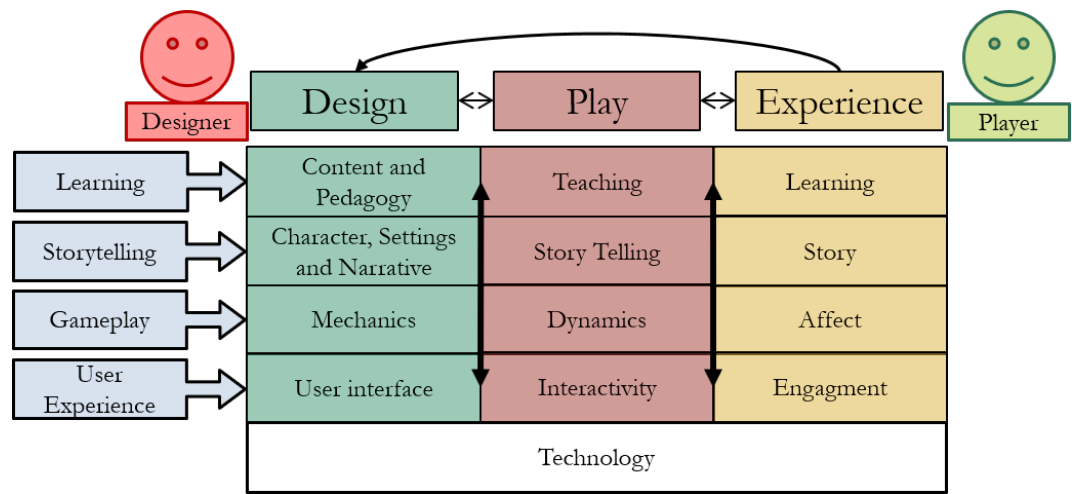 Designer
Design
Play
Experience
Player
Learning
Content and
Pedagogy
Teaching
Learning
Storytelling
Character, Settings
and Narrative
Story Telling
Story
Gameplay
Mechanics
Dynamics
Affect
User
Experience
User interface
Interactivity
Engagment
Technology